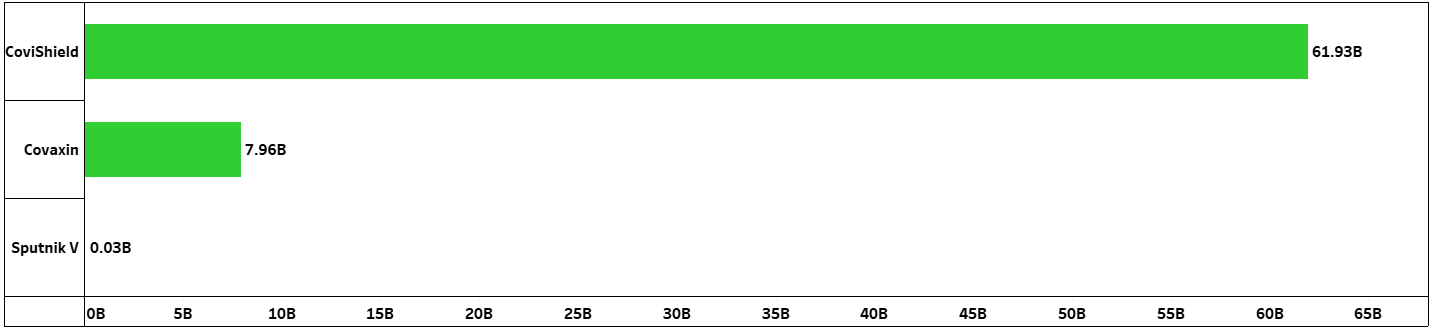 CoviShield 61.93B
Covaxin 7.96B
Sputnik V 0.03B
0B 5B 10B 15B 20B 25B 30B 35B 40B 45B 50B 55B 60B 65B